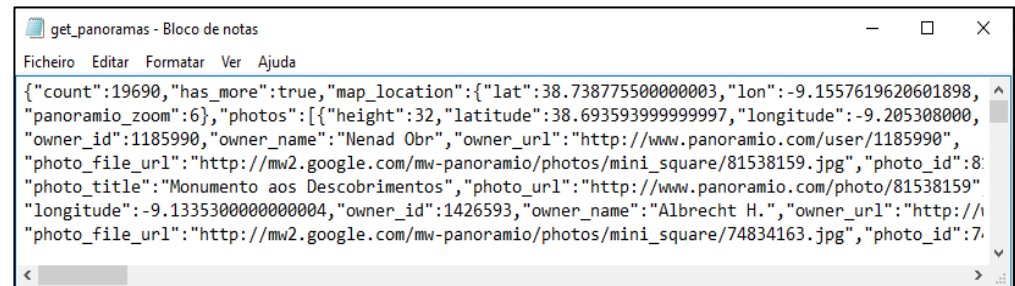 get_panoramas - Bloco de notas
Ficheiro Editar Formatar Ver Ajuda
{"count":19690,"has_more":true,"map_location":{"lat":38.738775500000003,"lon":-9.1557619620601898,
"panoramio_zoom":6},"photos":[{"height":32,"latitude":38.693593999999997,"longitude":-9.205308000,
"owner_id":1185990,"owner_name":"Nenad Obr","owner_url":"http://www.panoramio.com/user/1185990",
"photo_file_url":"http://mw2.google.com/mw-panoramio/photos/mini_square/81538159.jpg","photo_id":8
"photo_title":"Monumento aos Descobrimentos","photo_url":"http://www.panoramio.com/photo/81538159"
"longitude":-9.1335300000000004,"owner_id":1426593,"owner_name":"Albrecht H.","owner_url":"http:/
"photo_file_url":"http://mw2.google.com/mw-panoramio/photos/mini_square/74834163.jpg","photo_id":7